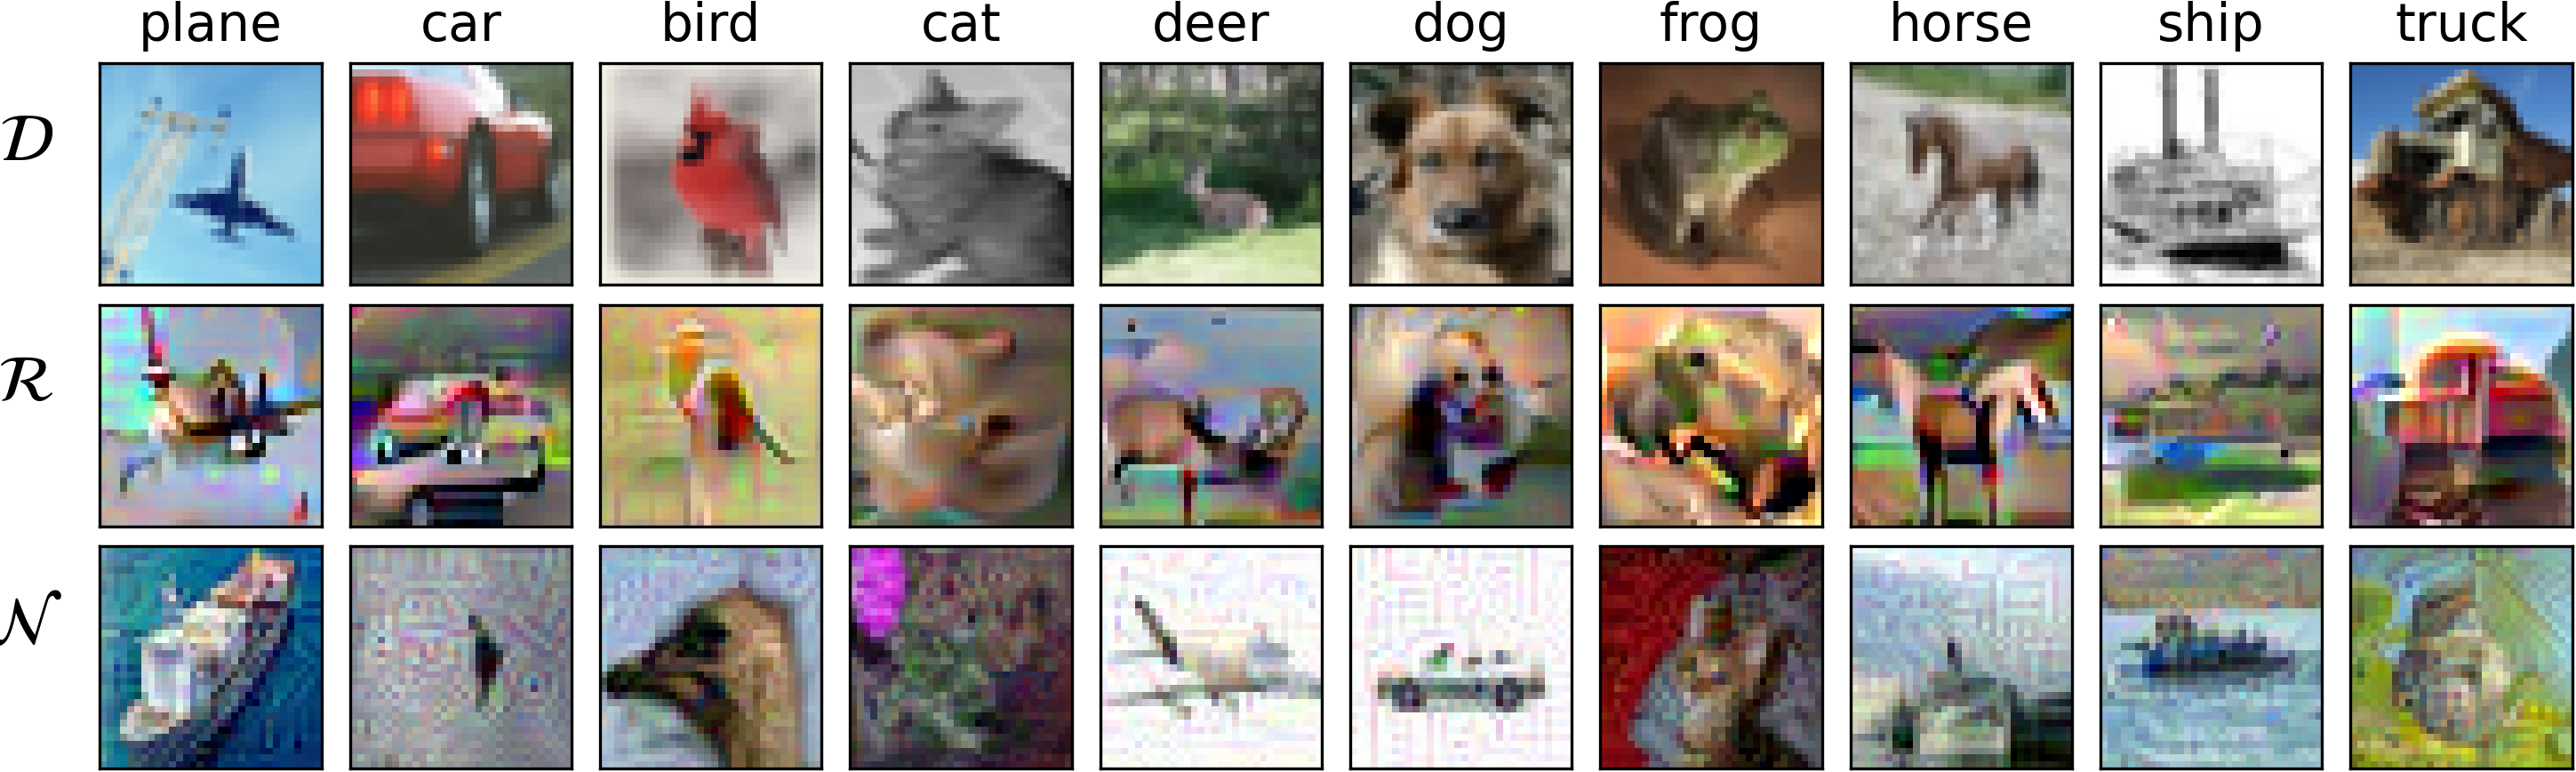 plane car bird cat deer dog frog horse ship truck
𝒟
ℛ
𝒩